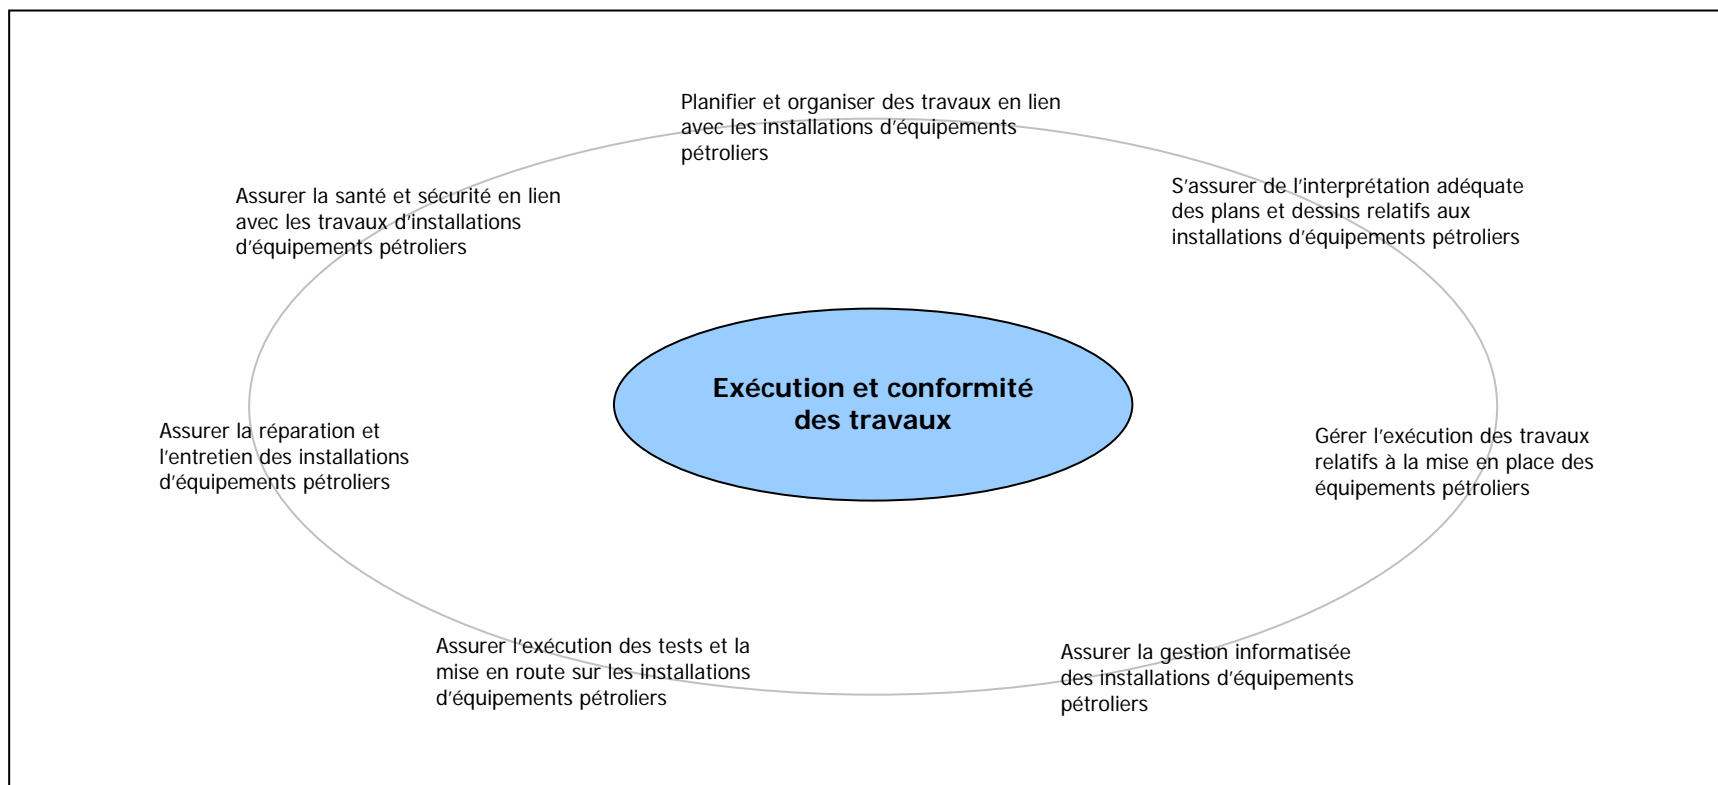 Planifier et organiser des travaux en lien
avec les installations d’équipements
pétroliers
Assurer la santé et sécurité en lien
avec les travaux d’installations
d’équipements pétroliers
S’assurer de l’interprétation adéquate
des plans et dessins relatifs aux
installations d’équipements pétroliers
Exécution et conformité
des travaux
Assurer la réparation et
l’entretien des installations
d’équipements pétroliers
Gérer l’exécution des travaux
relatifs à la mise en place des
équipements pétroliers
Assurer l’exécution des tests et la
mise en route sur les installations
d’équipements pétroliers
Assurer la gestion informatisée
des installations d’équipements
pétroliers